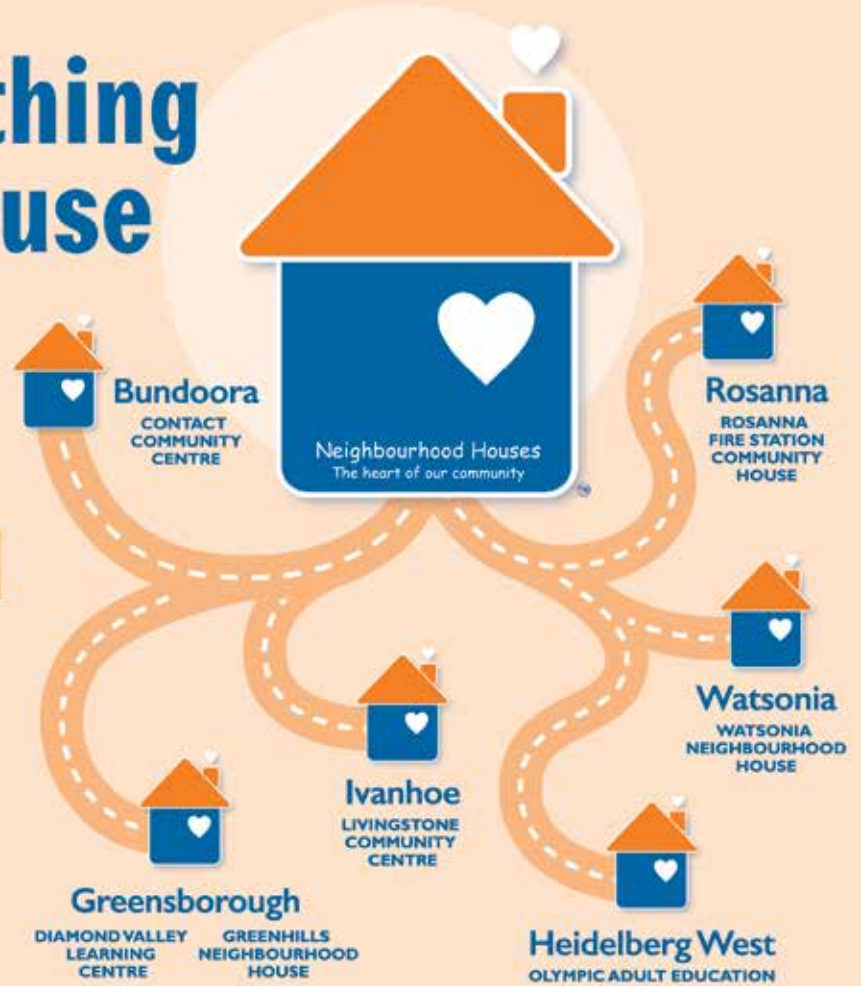 thing
use
Neighbourhood Houses
The heart of our community
Bundoora
CONTACT
COMMUNITY
CENTRE
Rosanna
ROSANNA
FIRE STATION
COMMUNITY
HOUSE
Watsonia
WATSONIA
NEIGHBOURHOOD
HOUSE
Ivanhoe
LIVINGSTONE
COMMUNITY
CENTRE
Greensborough
DIAMOND VALLEY
LEARNING
CENTRE
GREENHILLS
NEIGHBOURHOOD
HOUSE
Heidelberg West
OLYMPIC ADULT EDUCATION